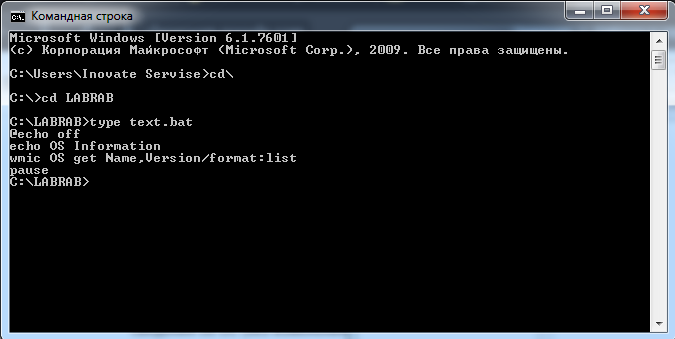 Командная строка
Microsoft Windows [Version 6.1.7601]
(c) Корпорация Майкрософт (Microsoft Corp.), 2009. Все права защищены.
C:\Users\Inovate Servise>cd\
C:\>cd LABRAB
C:\LABRAB>type text.bat
@echo off
echo OS Information
wmic OS get Name,Version/format:list
pause
C:\LABRAB>